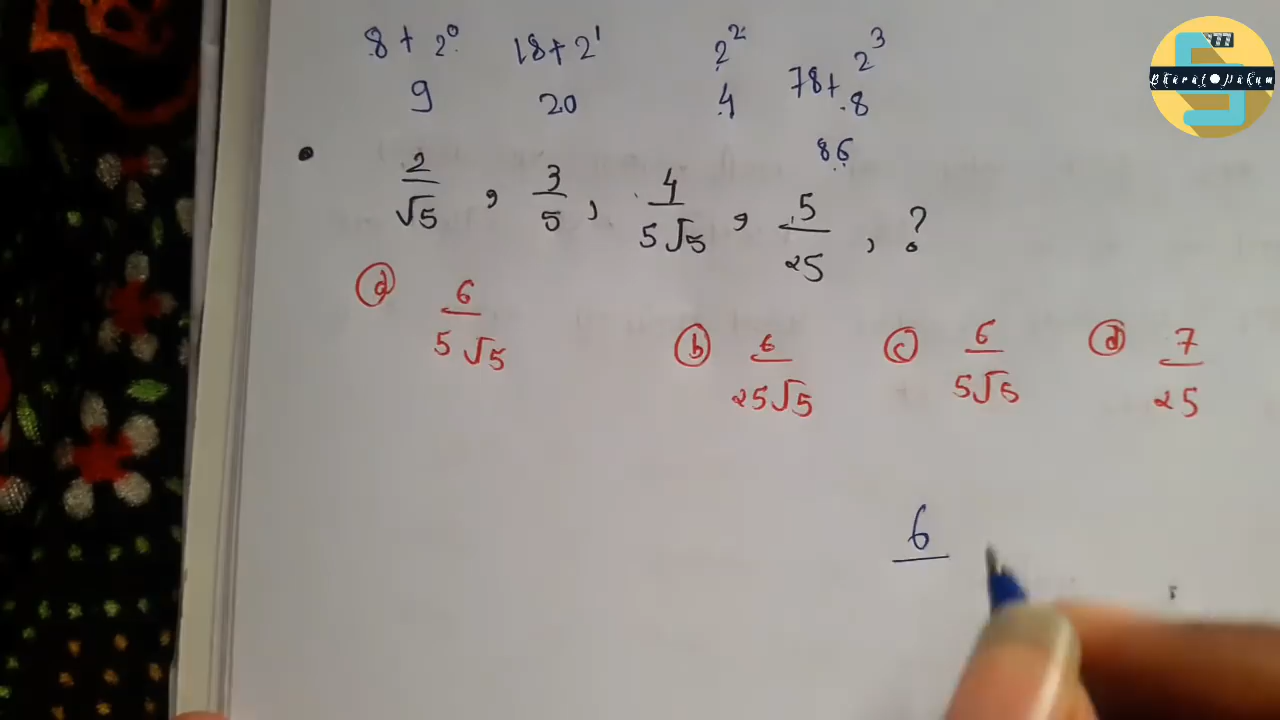 8 + 2⁰ 18 + 2¹ 2² 78 + 2³
9 20 4 8
86
• 2/√5 , 3/5 , 4/5√5 , 5/25 , ?
ⓐ 6/5√5 ⓑ 6/25√5 ⓒ 6/5√5 ⓓ 7/25
6